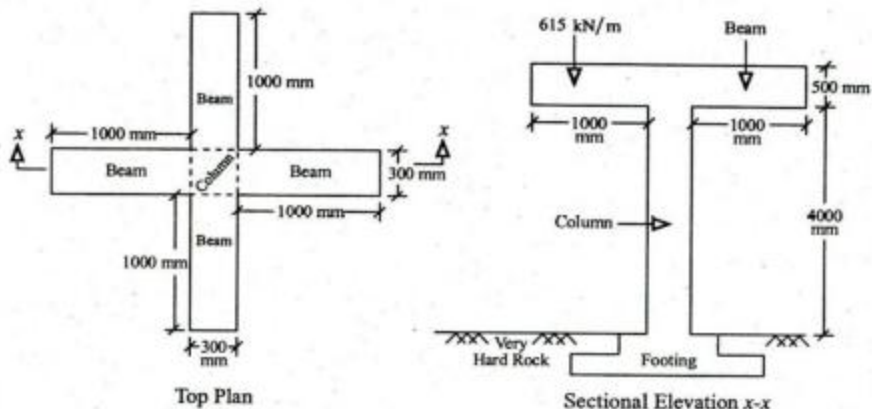 Beam
1000 mm
x
1000 mm
Beam
Column
Beam
x
300 mm
1000 mm
Beam
1000 mm
300
mm
Top Plan
615 kN/m
Beam
500 mm
1000
mm
1000
mm
Column
4000
mm
Very
Hard Rock
Footing
Sectional Elevation x-x